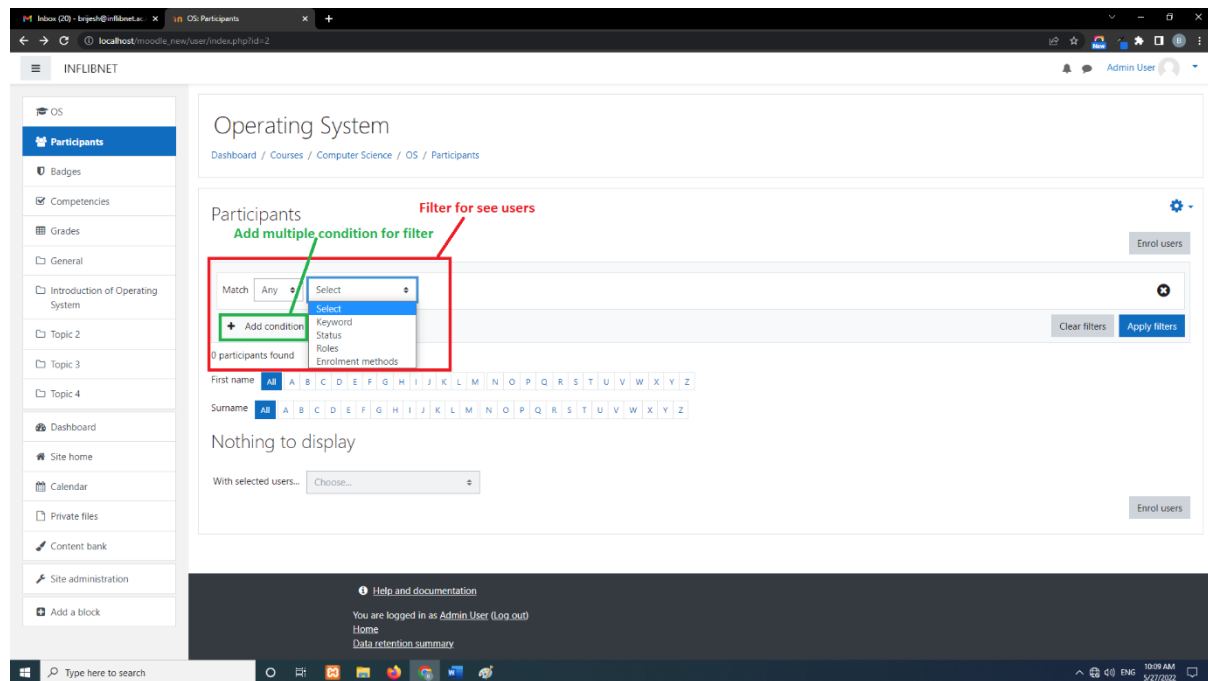 Inbox (20) - brijesh@inflibnet.ac.
OS: Participants
localhost/moodle_new/user/index.php?id=2
New
B
INFLIBNET
Admin User
OS
Participants
Badges
Competencies
Grades
General
Introduction of Operating
System
Topic 2
Topic 3
Topic 4
Dashboard
Site home
Calendar
Private files
Content bank
Site administration
Add a block
Operating System
Dashboard / Courses / Computer Science / OS / Participants
Participants
Filter for see users
Add multiple condition for filter
Enrol users
Match Any Select
Select
Keyword
Status
Roles
Enrolment methods
+ Add condition
Clear filters Apply filters
0 participants found
First name All A B C D E F G H I J K L M N O P Q R S T U V W X Y Z
Surname All A B C D E F G H I J K L M N O P Q R S T U V W X Y Z
Nothing to display
With selected users... Choose...
Enrol users
Help and documentation
You are logged in as Admin User (Log out)
Home
Data retention summary
Type here to search
ENG
10:09 AM
5/27/2022